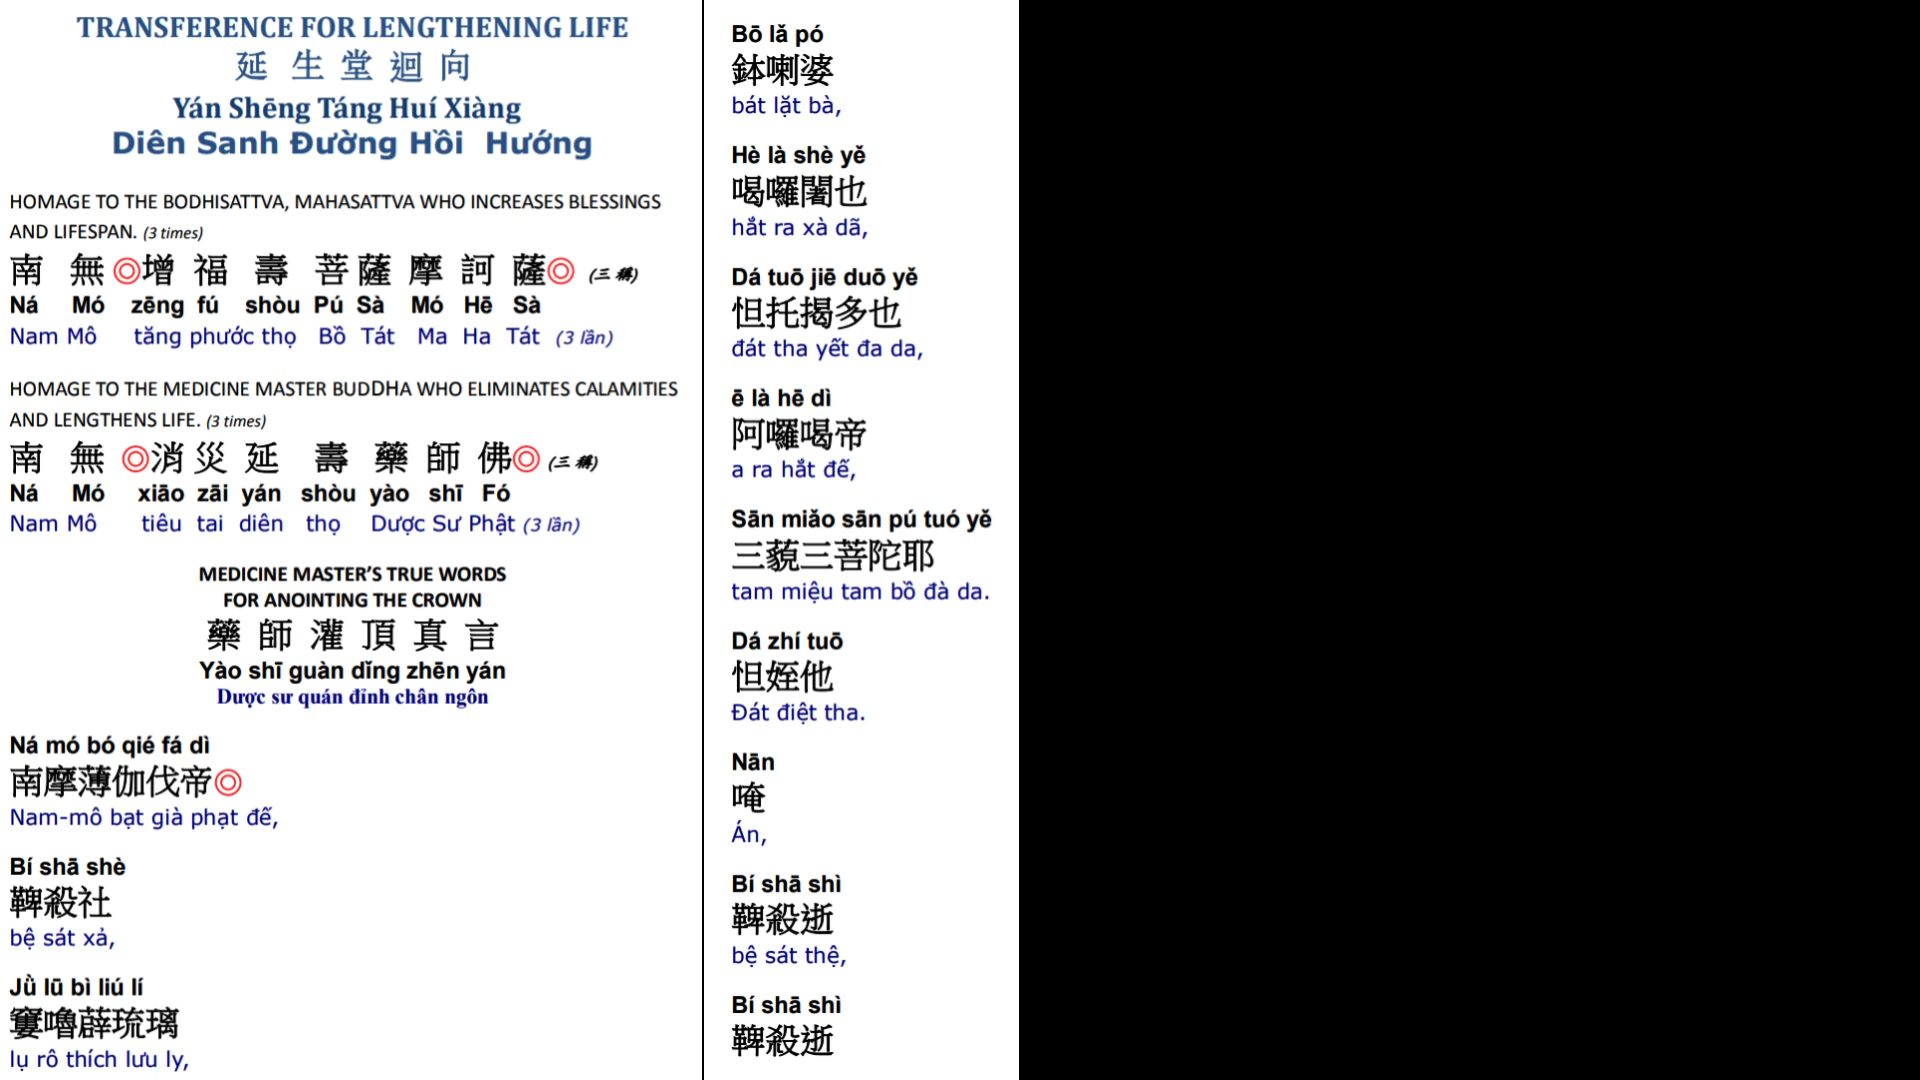 TRANSFERENCE FOR LENGTHENING LIFE
延 生 堂 迴 向
Yán Shēng Táng Huí Xiàng
Diên Sanh Đường Hồi Hướng
HOMAGE TO THE BODHISATTVA, MAHASATTVA WHO INCREASES BLESSINGS
AND LIFESPAN. (3 times)
南 無 ◎增 福 壽 菩 薩 摩 訶 薩◎ (三 稱)
Ná Mó zēng fú shòu Pú Sà Mó Hē Sà
Nam Mô tăng phước thọ Bồ Tát Ma Ha Tát (3 lần)
HOMAGE TO THE MEDICINE MASTER BUDDHA WHO ELIMINATES CALAMITIES
AND LENGTHENS LIFE. (3 times)
南 無 ◎消 災 延 壽 藥 師 佛◎ (三 稱)
Ná Mó xiāo zāi yán shòu yào shī Fó
Nam Mô tiêu tai diên thọ Dược Sư Phật (3 lần)
MEDICINE MASTER’S TRUE WORDS
FOR ANOINTING THE CROWN
藥 師 灌 頂 真 言
Yào shī guàn dǐng zhēn yán
Dược sư quán đỉnh chân ngôn
Ná mó bó qié fá dì
南摩薄伽伐帝◎
Nam-mô bạt già phạt đế,
Bí shā shè
鞞殺社
bệ sát xả,
Jǜ lū bì liú lí
窶嚕薜琉璃
lụ rô thích lưu ly,
Bō lǎ pó
鉢喇婆
bát lặt bà,
Hè là shè yě
喝囉闍也
hắt ra xà dã,
Dá tuō jiē duō yě
怛托揭多也
đát tha yết đa da,
ē là hē dì
阿囉喝帝
a ra hắt đế,
Sān miǎo sān pú tuó yě
三藐三菩陀耶
tam miệu tam bồ đà da.
Dá zhí tuō
怛姪他
Đát điệt tha.
Nān
唵
Án,
Bí shā shì
鞞殺逝
bệ sát thệ,
Bí shā shì
鞞殺逝